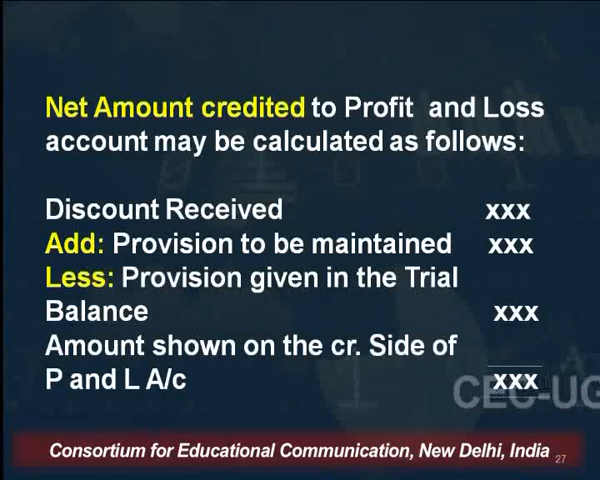 Net Amount credited to Profit and Loss
account may be calculated as follows:
Discount Received xxx
Add: Provision to be maintained xxx
Less: Provision given in the Trial
Balance xxx
Amount shown on the cr. Side of
P and L A/c xxx
CEC-UG
Consortium for Educational Communication, New Delhi, India 27